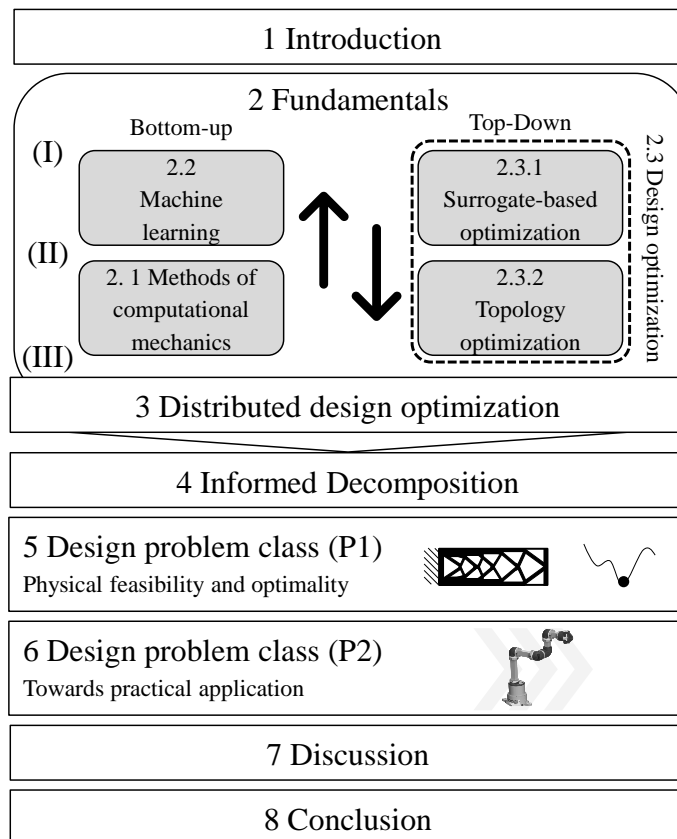 1 Introduction
2 Fundamentals
Bottom-up
Top-Down
(I)
2.2
Machine
learning
2.3.1
Surrogate-based
optimization
2.3 Design optimization
(II)
2. 1 Methods of
computational
mechanics
2.3.2
Topology
optimization
(III)
3 Distributed design optimization
4 Informed Decomposition
5 Design problem class (P1)
Physical feasibility and optimality
6 Design problem class (P2)
Towards practical application
7 Discussion
8 Conclusion